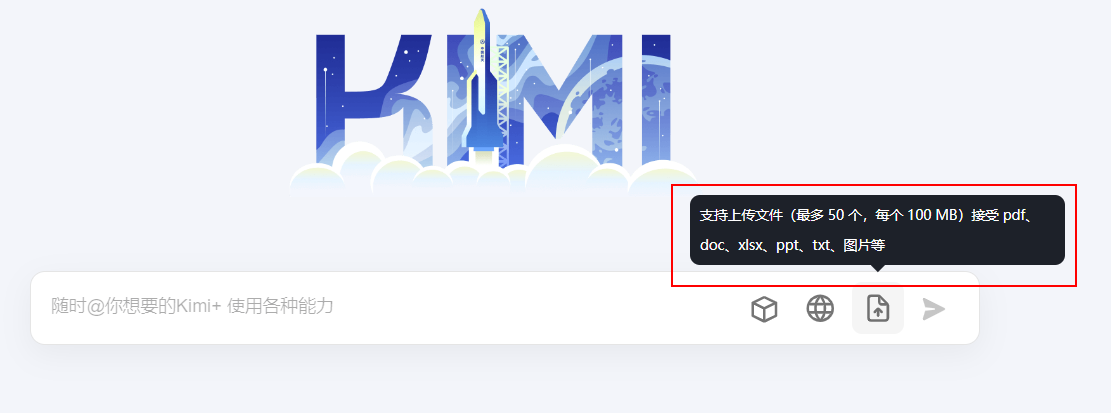 KIMI
支持上传文件（最多 50 个，每个 100 MB）接受 pdf、
doc、xlsx、ppt、txt、图片等
随时@你想要的Kimi+ 使用各种能力